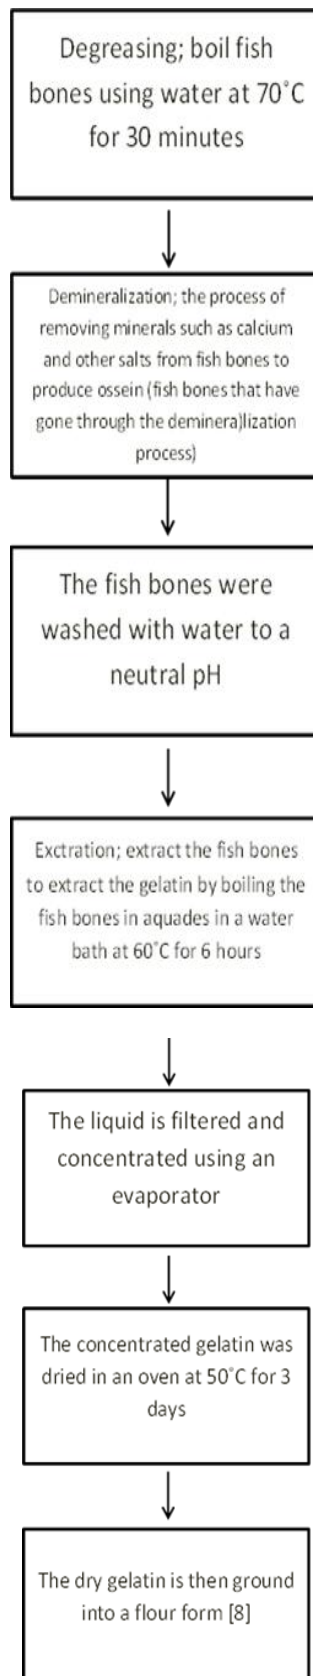 Degreasing; boil fish
bones using water at 70˚C
for 30 minutes
Demineralization; the process of
removing minerals such as calcium
and other salts from fish bones to
produce ossein (fish bones that have
gone through the deminera)lization
process)
The fish bones were
washed with water to a
neutral pH
Exctration; extract the fish bones
to extract the gelatin by boiling the
fish bones in aquades in a water
bath at 60˚C for 6 hours
The liquid is filtered and
concentrated using an
evaporator
The concentrated gelatin was
dried in an oven at 50˚C for 3
days
The dry gelatin is then ground
into a flour form [8]